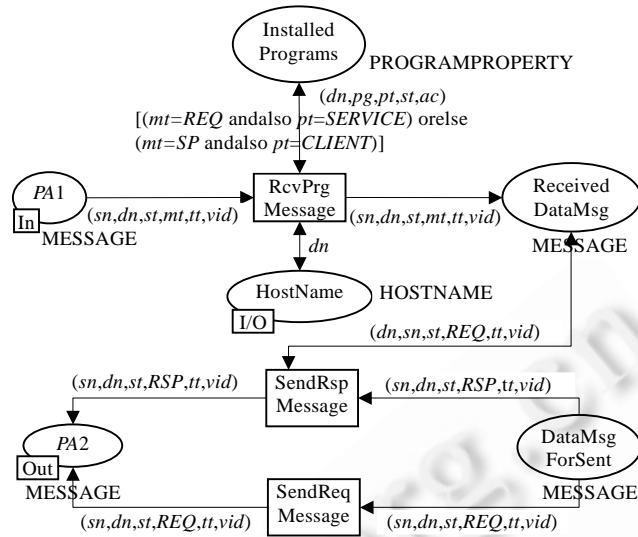 Installed
Programs
PROGRAMPROPERTY
(dn,pg,pt,st,ac)
[(mt=REQ andalso pt=SERVICE) orelse
(mt=SP andalso pt=CLIENT)]
PA1
In
MESSAGE
(sn,dn,st,mt,tt,vid)
RcvPrg
Message
(sn,dn,st,mt,tt,vid)
Received
DataMsg
MESSAGE
dn
HostName
I/O
HOSTNAME
(dn,sn,st,REQ,tt,vid)
(sn,dn,st,RSP,tt,vid)
SendRsp
Message
(sn,dn,st,RSP,tt,vid)
PA2
Out
MESSAGE
DataMsg
ForSent
MESSAGE
SendReq
Message
(sn,dn,st,REQ,tt,vid)
(sn,dn,st,REQ,tt,vid)